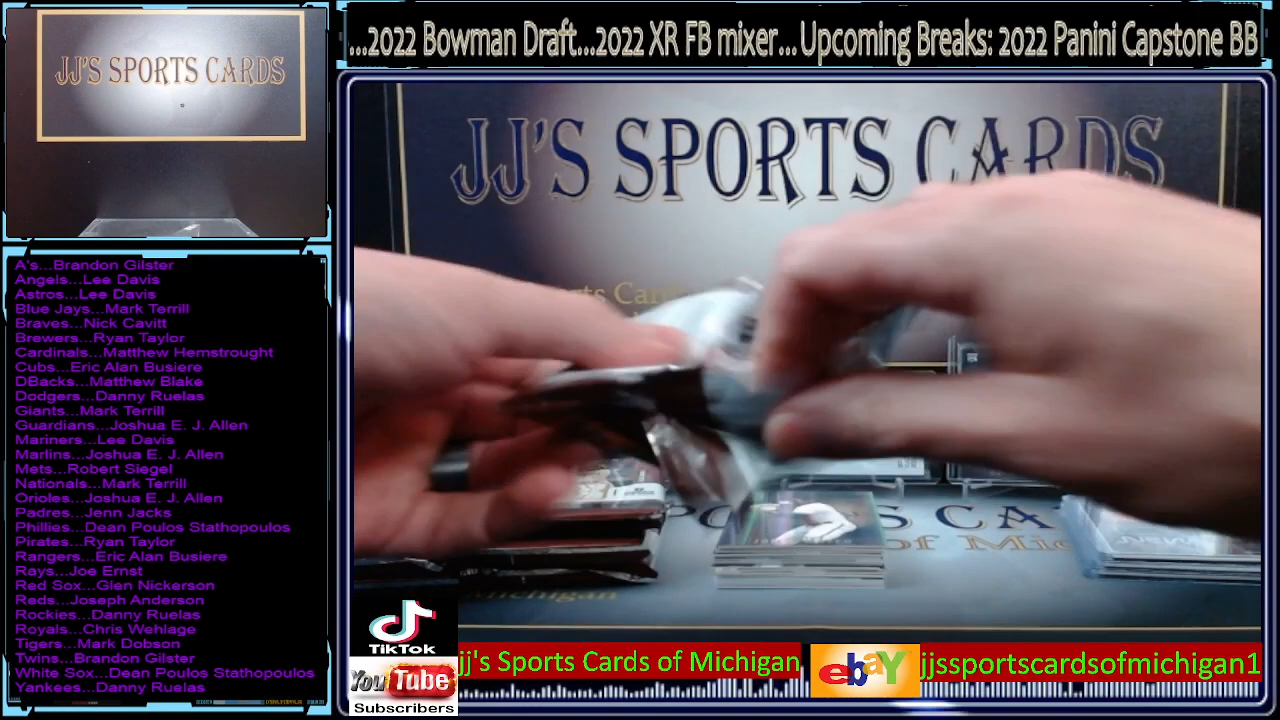 JJ'S SPORTS CARDS
...2022 Bowman Draft...2022 XR FB mixer...Upcoming Breaks: 2022 Panini Capstone BB
JJ'S SPORTS CARDS
A's...Brandon Gilster
Angels...Lee Davis
Astros...Lee Davis
Blue Jays...Mark Terrill
Braves...Nick Cavitt
Brewers...Ryan Taylor
Cardinals...Matthew Hemstrought
Cubs...Eric Alan Busiere
DBacks...Matthew Blake
Dodgers...Danny Ruelas
Giants...Mark Terrill
Guardians...Joshua E. J. Allen
Mariners...Lee Davis
Marlins...Joshua E. J. Allen
Mets...Robert Siegel
Nationals...Mark Terrill
Orioles...Joshua E. J. Allen
Padres...Jenn Jacks
Phillies...Dean Poulos Stathopoulos
Pirates...Ryan Taylor
Rangers...Eric Alan Busiere
Rays...Joe Ernst
Red Sox...Glen Nickerson
Reds...Joseph Anderson
Rockies...Danny Ruelas
Royals...Chris Wehlage
Tigers...Mark Dobson
Twins...Brandon Gilster
White Sox...Dean Poulos Stathopoulos
Yankees...Danny Ruelas
of Mic
Michigan
TikTok
YouTube
Subscribers
jj's Sports Cards of Michigan
ebay
jjssportscardsofmichigan1